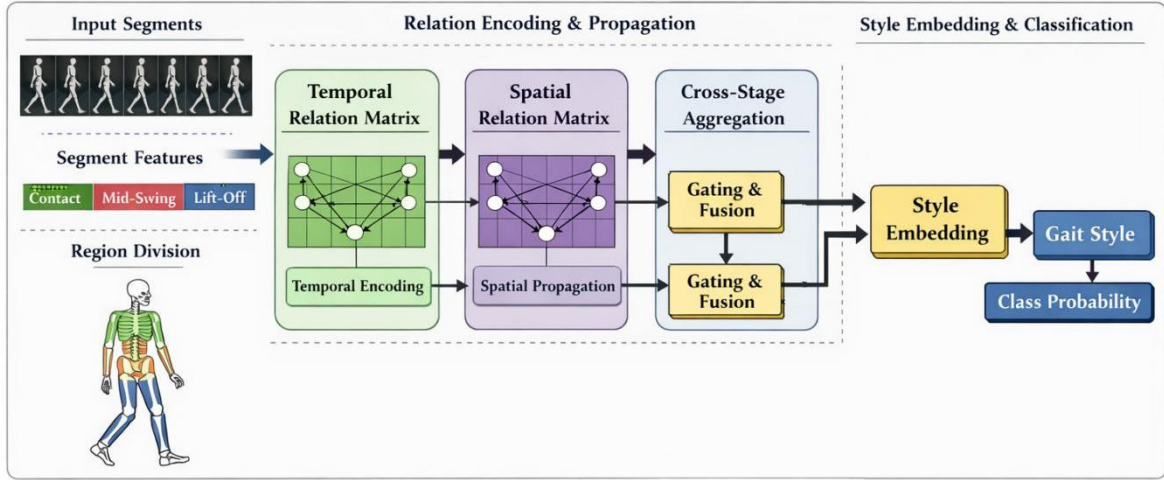 Input Segments
Segment Features
Contact
Mid-Swing
Lift-Off
Region Division
Relation Encoding & Propagation
Temporal
Relation Matrix
Temporal Encoding
Spatial
Relation Matrix
Spatial Propagation
Cross-Stage
Aggregation
Gating &
Fusion
Gating &
Fusion
Style Embedding & Classification
Style
Embedding
Gait Style
Class Probability